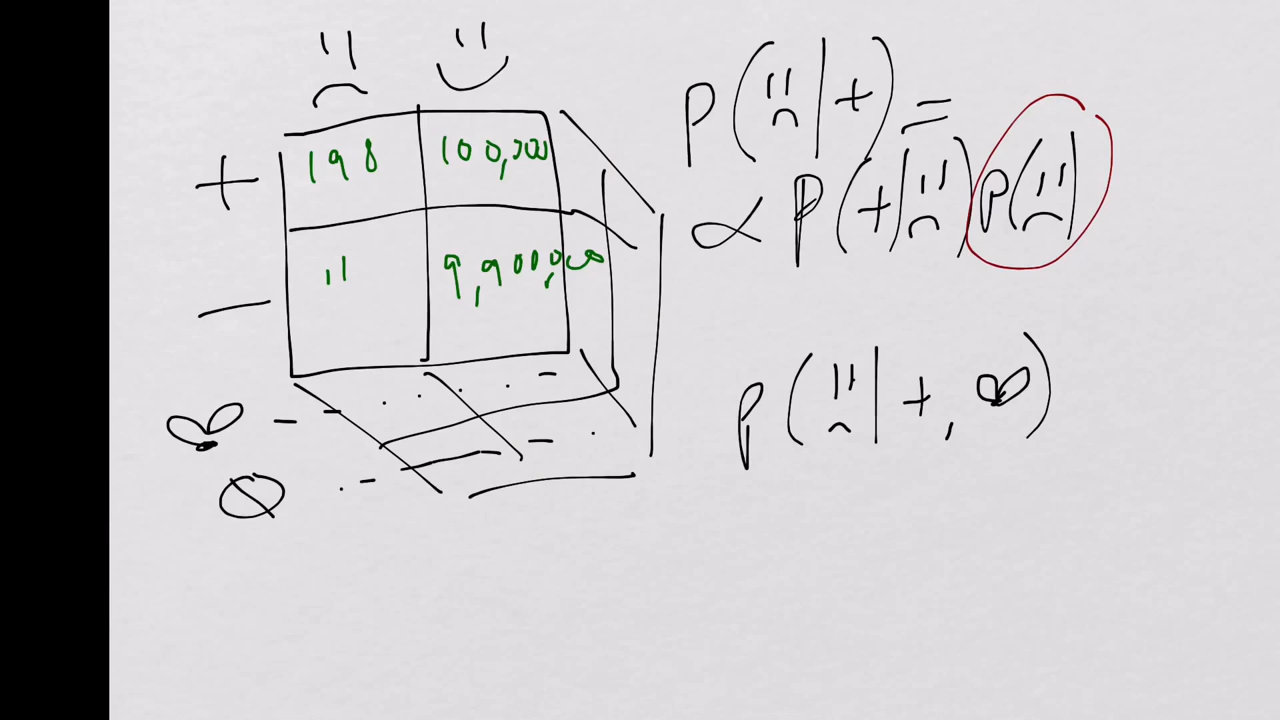 + 198 100,000
- 11 9,900,000
P(☹|+) =
∝ P(+|☹) P(☹|
P(☹|+, ∞)